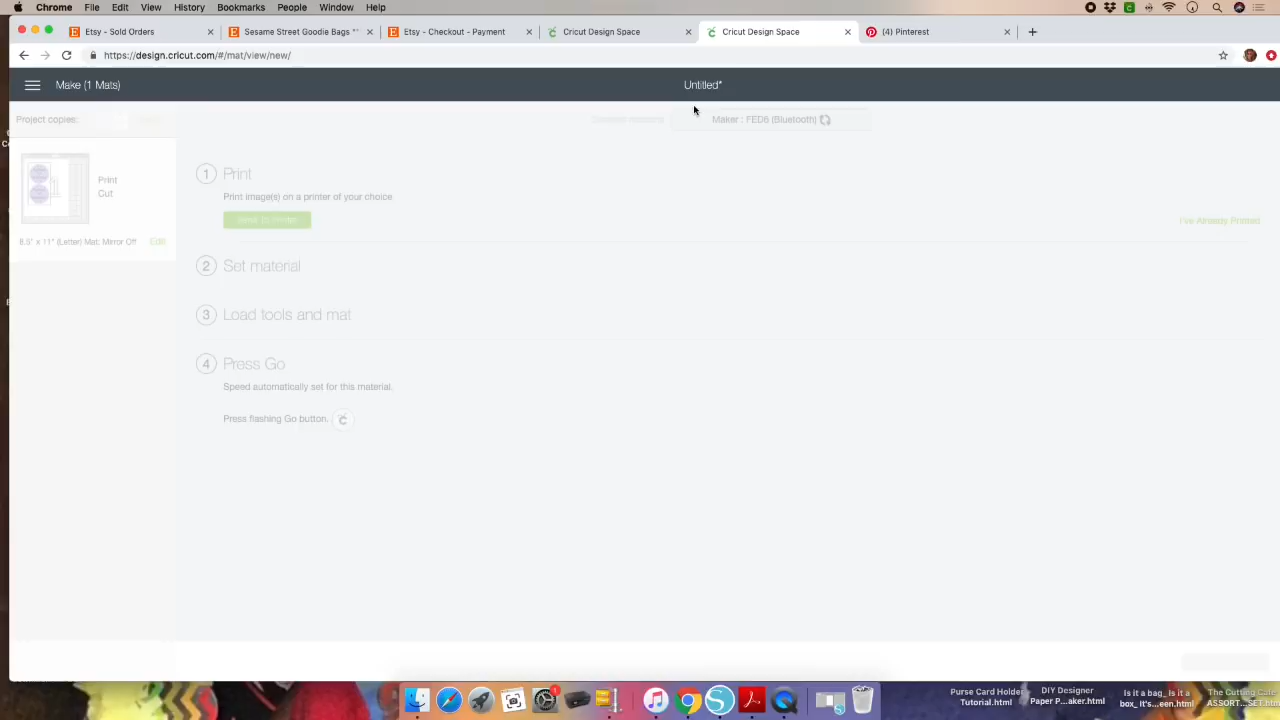 Chrome File Edit View History Bookmarks People Window Help
Etsy - Sold Orders Sesame Street Goodie Bags " Etsy - Checkout - Payment Cricut Design Space Cricut Design Space (4) Pinterest
https://design.cricut.com/#/mat/view/new/
Make (1 Mats) Untitled*
Project copies: Maker : FED6 (Bluetooth)
1 Print
Print
Cut
Print image(s) on a printer of your choice.
Send to Printer I've Already Printed
8.5" x 11" (Letter) Mat; Mirror Off Edit
2 Set material
3 Load tools and mat
4 Press Go
Speed automatically set for this material.
Press flashing Go button.
Purse Card Holder
Tutorial.html
DIY Designer
Paper P...aker.html
Is it a bag_ Is it a
box_ it's...een.html
The Cutting Cafe
ASSORT...SET.htm